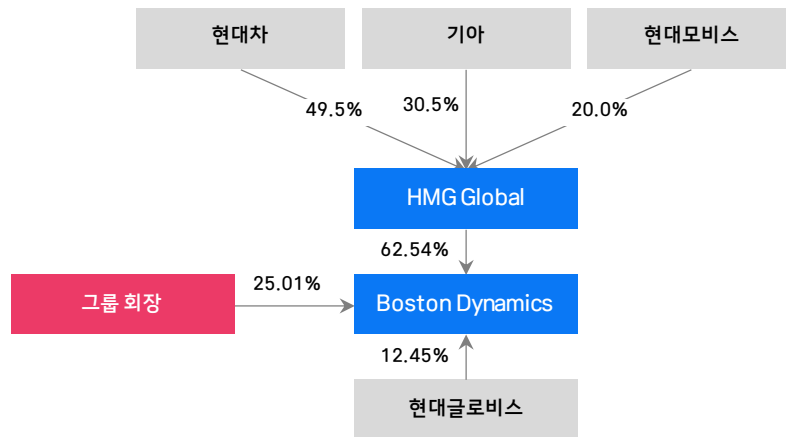 현대차
기아
현대모비스
49.5%
30.5%
20.0%
HMG Global
62.54%
그룹 회장
25.01%
Boston Dynamics
12.45%
현대글로비스